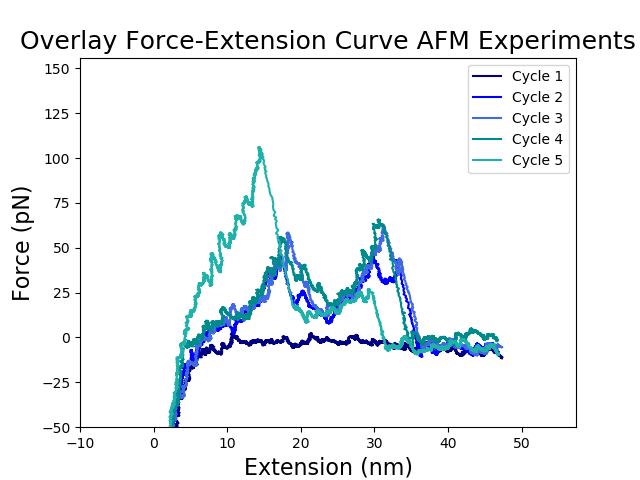 Overlay Force-Extension Curve AFM Experiments
Force (pN)
150
125
100
75
50
25
0
−25
−50
Cycle 1
Cycle 2
Cycle 3
Cycle 4
Cycle 5
−10
0
10
20
30
40
50
Extension (nm)